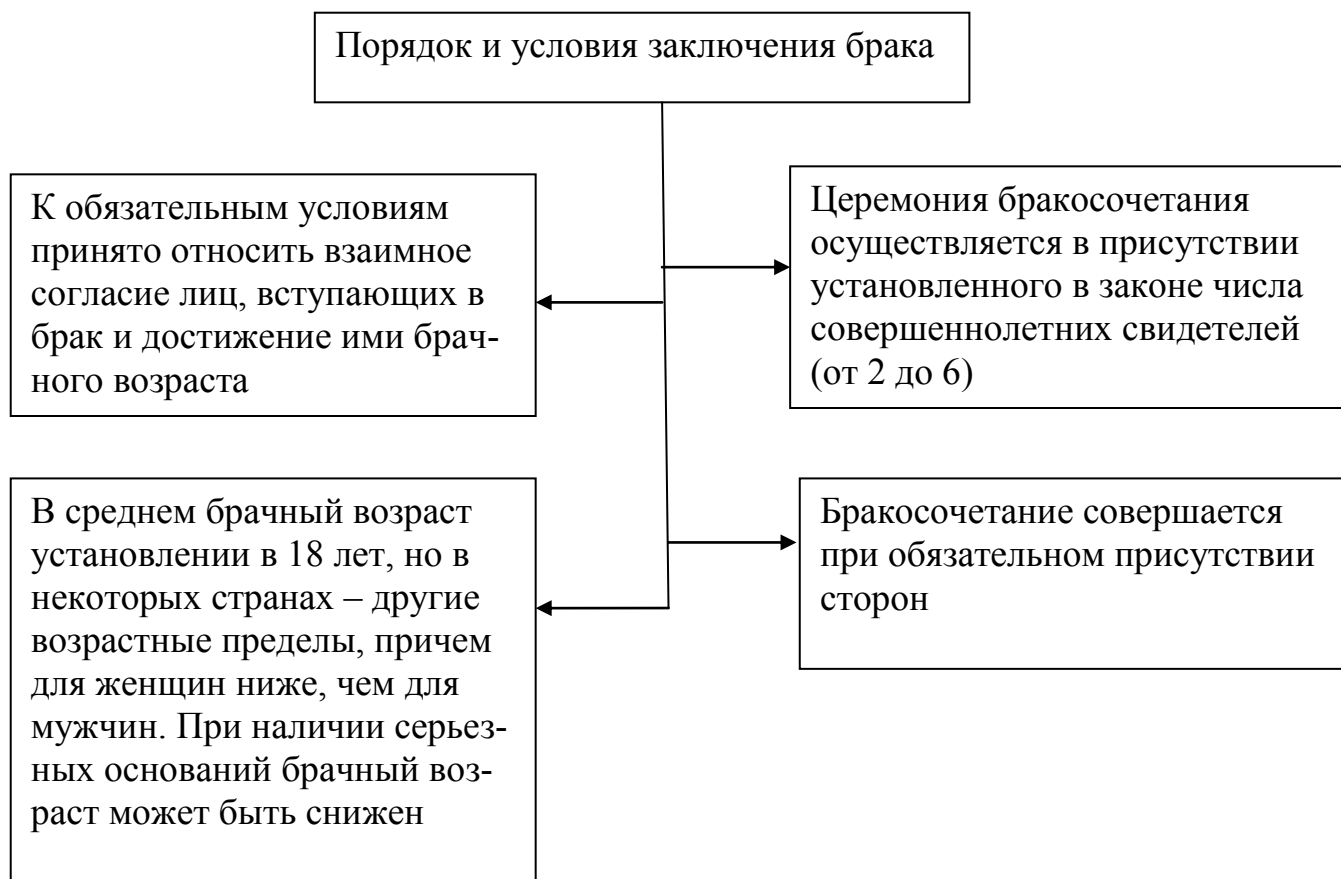 Порядок и условия заключения брака
К обязательным условиям
принято относить взаимное
согласие лиц, вступающих в
брак и достижение ими брач-
ного возраста
Церемония бракосочетания
осуществляется в присутствии
установленного в законе числа
совершеннолетних свидетелей
(от 2 до 6)
В среднем брачный возраст
установлении в 18 лет, но в
некоторых странах – другие
возрастные пределы, причем
для женщин ниже, чем для
мужчин. При наличии серьез-
ных оснований брачный воз-
раст может быть снижен
Бракосочетание совершается
при обязательном присутствии
сторон